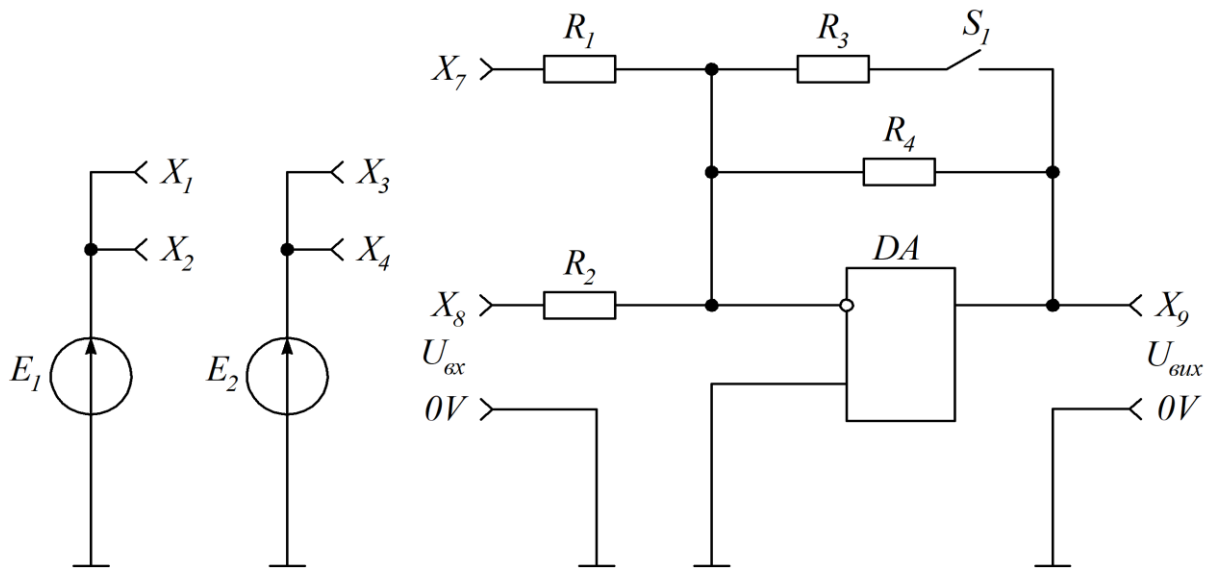 R₁
R₃
S₁
X₇
R₄
X₁
X₃
X₂
X₄
DA
R₂
X₈
X₉
E₁
E₂
Uвх
Uвих
0V
0V